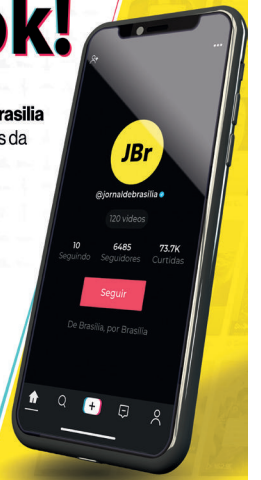 ok!
rasilia
s da
JBr
@jornaldebrasilia
120 vídeos
10 6485 73.7K
Seguindo Seguidores Curtidas
Seguir
De Brasília, por Brasília